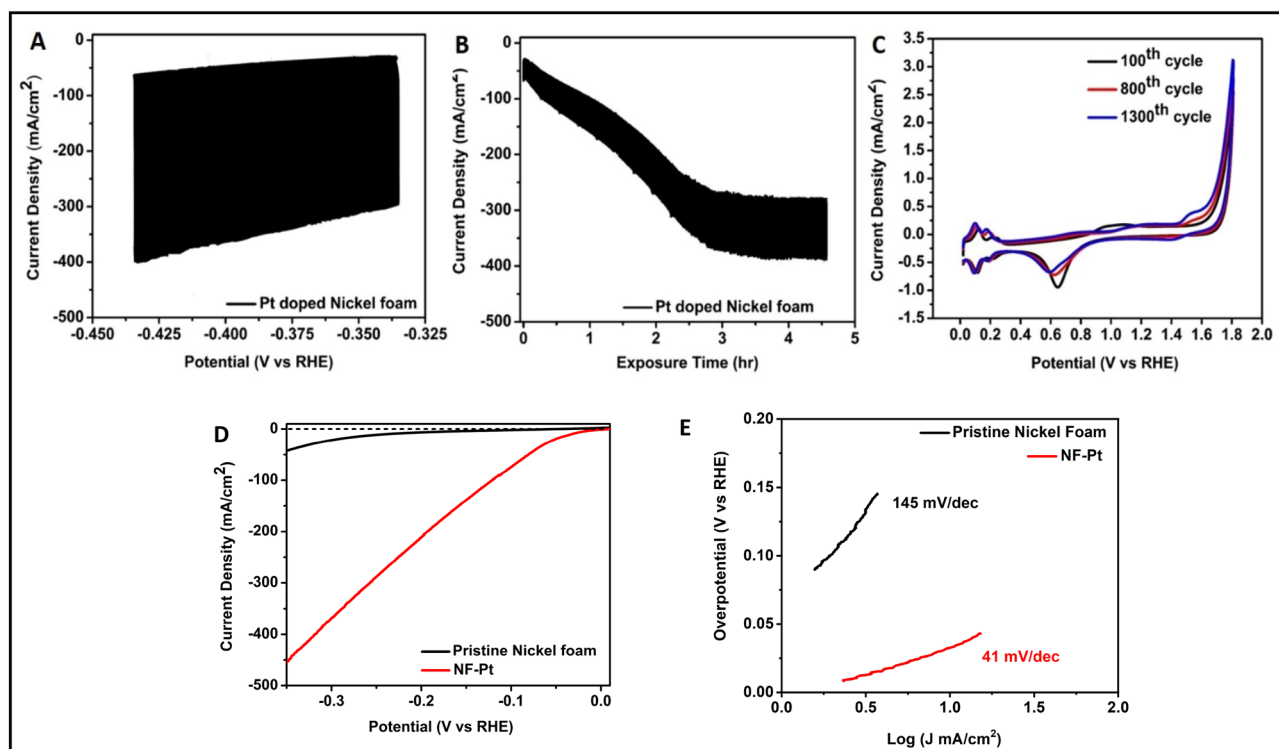 A
0
-100
-200
-300
-400
-500
Current Density (mA/cm²)
Pt doped Nickel foam
-0.450 -0.425 -0.400 -0.375 -0.350 -0.325
Potential (V vs RHE)
B
0
-100
-200
-300
-400
-500
Current Density (mA/cm²)
Pt doped Nickel foam
0 1 2 3 4 5
Exposure Time (hr)
C
3.5
3.0
2.5
2.0
1.5
1.0
0.5
0.0
-0.5
-1.0
-1.5
Current Density (mA/cm²)
100th cycle
800th cycle
1300th cycle
0.0 0.2 0.4 0.6 0.8 1.0 1.2 1.4 1.6 1.8 2.0
Potential (V vs RHE)
D
0
-100
-200
-300
-400
-500
Current Density (mA/cm²)
Pristine Nickel foam
NF-Pt
-0.3 -0.2 -0.1 0.0
Potential (V vs RHE)
E
0.20
0.15
0.10
0.05
0.00
Overpotential (V vs RHE)
Pristine Nickel Foam
NF-Pt
145 mV/dec
41 mV/dec
0.0 0.5 1.0 1.5 2.0
Log (J mA/cm²)